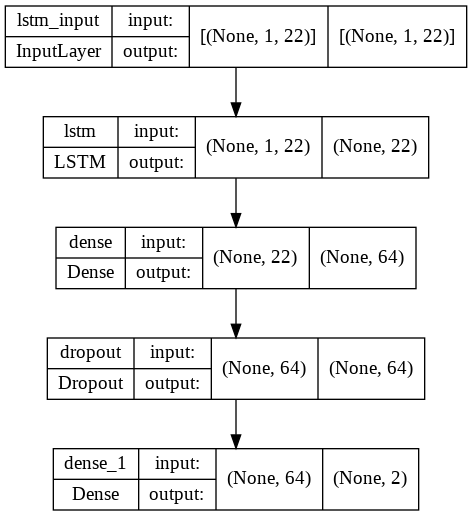 lstm_input input: [(None, 1, 22)] [(None, 1, 22)]
InputLayer output:
lstm input: (None, 1, 22) (None, 22)
LSTM output:
dense input: (None, 22) (None, 64)
Dense output:
dropout input: (None, 64) (None, 64)
Dropout output:
dense_1 input: (None, 64) (None, 2)
Dense output: